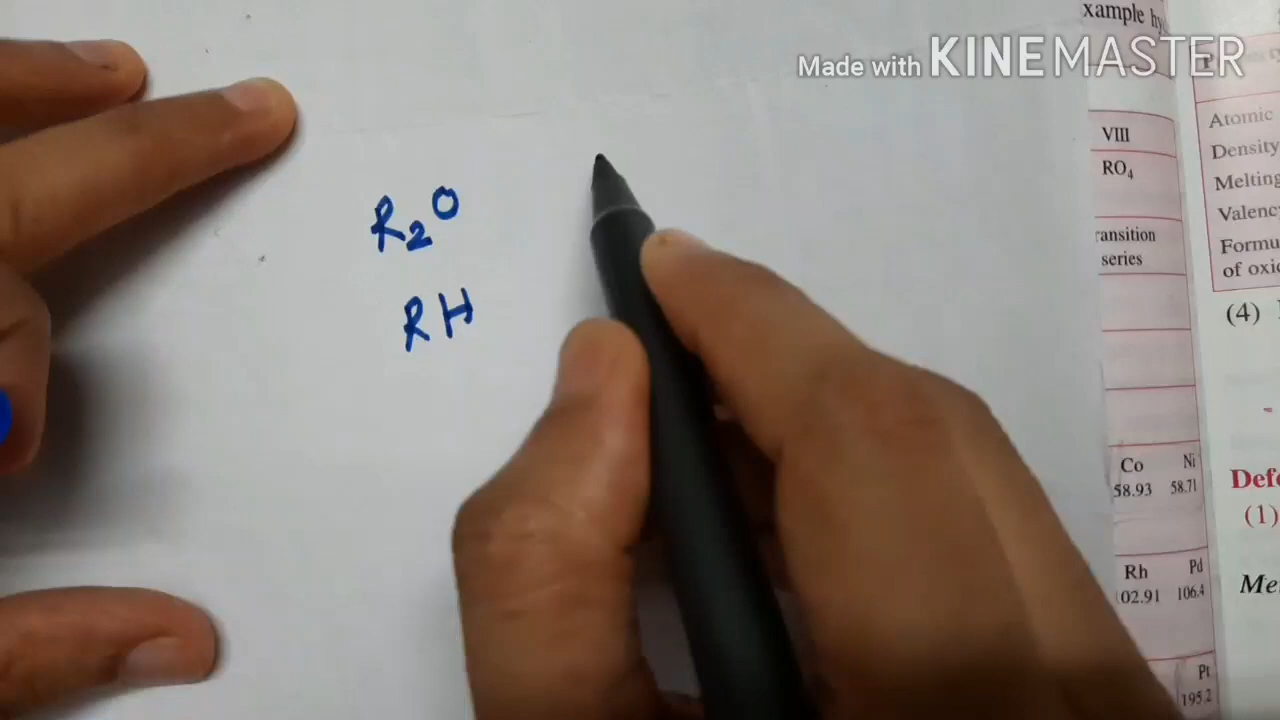 Made with KINEMASTER
R₂O
RH
xample
VIII
RO₄
ransition
series
Co Ni
58.93 58.71
Rh Pd
02.91 106.4
Pt
195.2
Atomic
Density
Melting
Valenc
Formu
of oxi
(4)
Def
(1)
Me